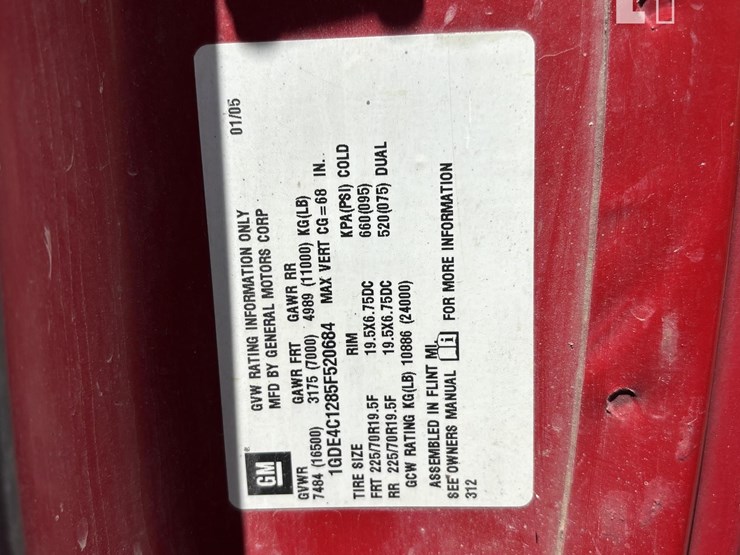 GVW RATING INFORMATION ONLY
MFD BY GENERAL MOTORS CORP 01/05
GM
GVWR GAWR FRT GAWR RR
7484 (16500) 3175 (7000) 4989 (11000) KG(LB)
1GDE4C1285F520684 MAX VERT CG=68 IN.
TIRE SIZE RIM KPA(PSI) COLD
FRT 225/70R19.5F 19.5X6.75DC 660(095)
RR 225/70R19.5F 19.5X6.75DC 520(075) DUAL
GCW RATING KG(LB) 10886 (24000)
ASSEMBLED IN FLINT MI.
SEE OWNERS MANUAL i FOR MORE INFORMATION
312